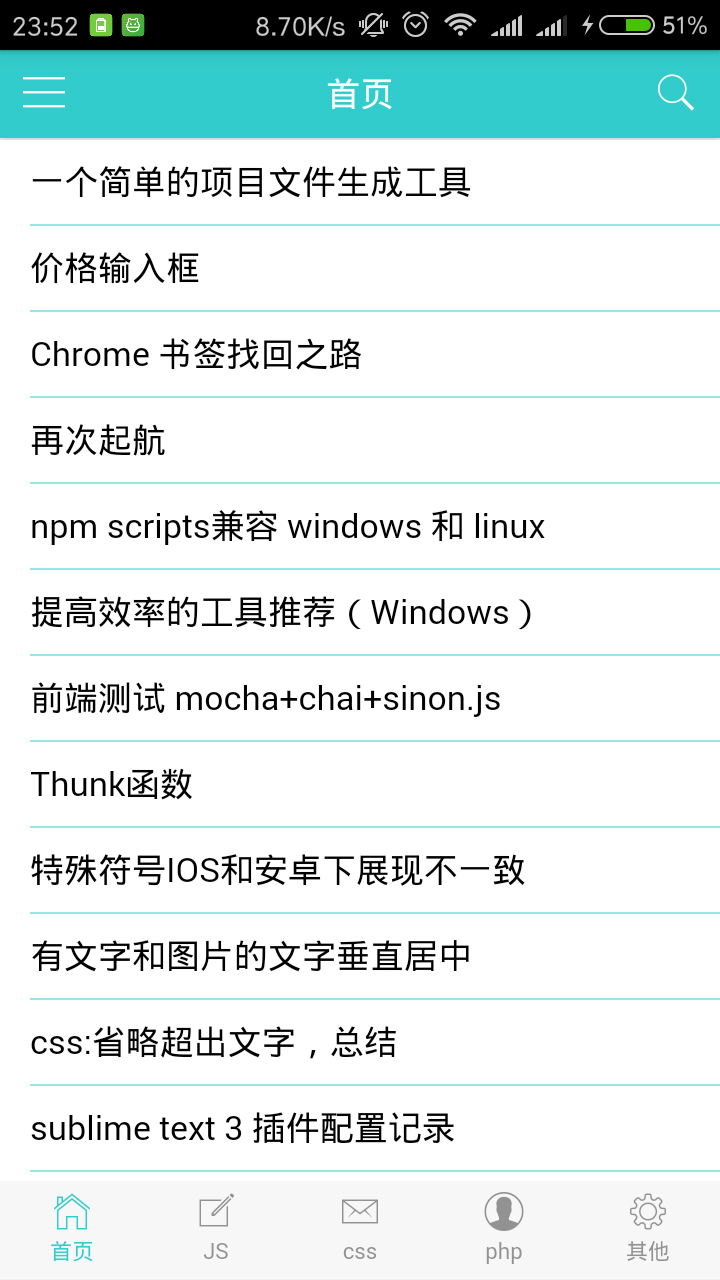 23:52 8.70K/s 51%
首页
一个简单的项目文件生成工具
价格输入框
Chrome 书签找回之路
再次起航
npm scripts兼容 windows 和 linux
提高效率的工具推荐（Windows）
前端测试 mocha+chai+sinon.js
Thunk函数
特殊符号IOS和安卓下展现不一致
有文字和图片的文字垂直居中
css:省略超出文字，总结
sublime text 3 插件配置记录
首页 JS css php 其他